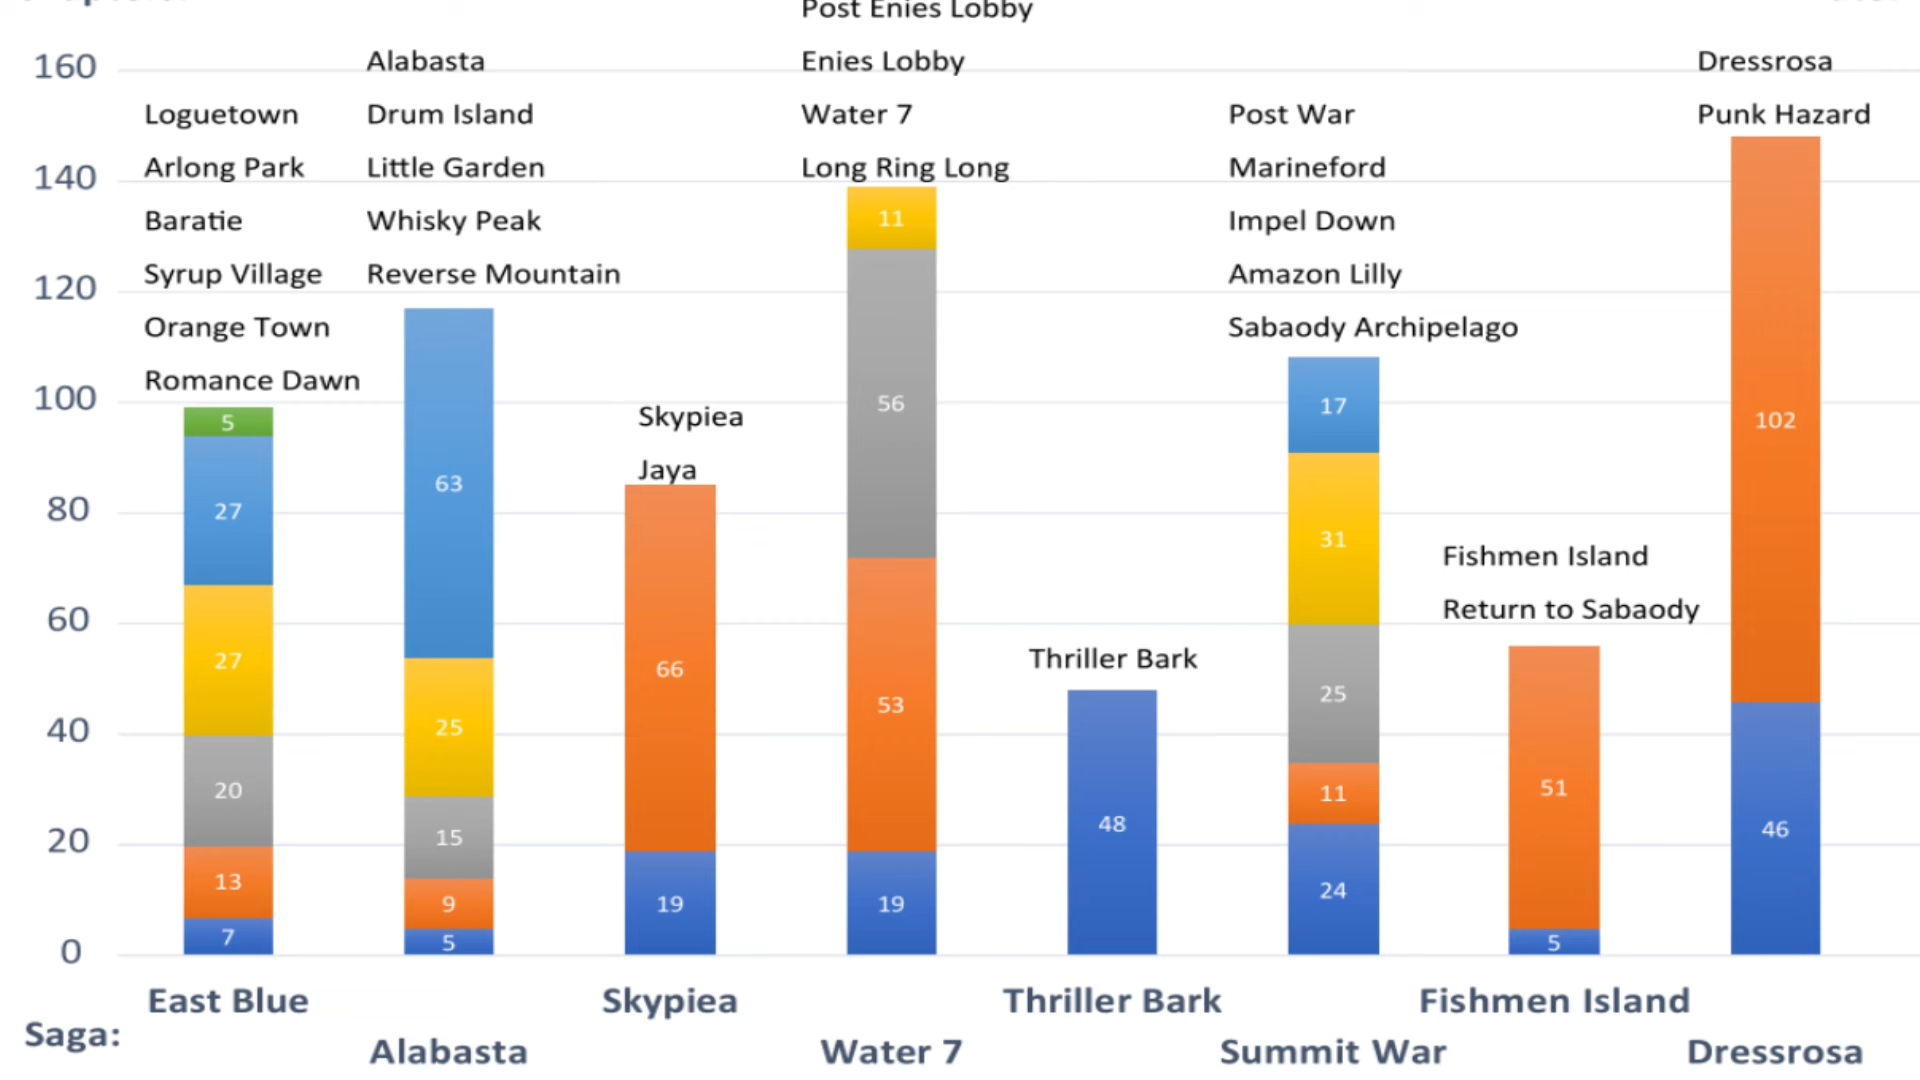 Post Enies Lobby
160
Alabasta
Enies Lobby
Dressrosa
Loguetown
Drum Island
Water 7
Post War
Punk Hazard
140
Arlong Park
Little Garden
Long Ring Long
Marineford
Baratie
Whisky Peak
11
Impel Down
120
Syrup Village
Reverse Mountain
Amazon Lilly
Orange Town
Sabaody Archipelago
Romance Dawn
100
5
56
17
102
Skypiea
Jaya
63
80
27
31
Fishmen Island
60
Return to Sabaody
27
66
Thriller Bark
25
53
25
40
20
11
51
15
48
46
20
13
9
19
19
24
7
5
5
0
East Blue
Skypiea
Thriller Bark
Fishmen Island
Saga:
Alabasta
Water 7
Summit War
Dressrosa